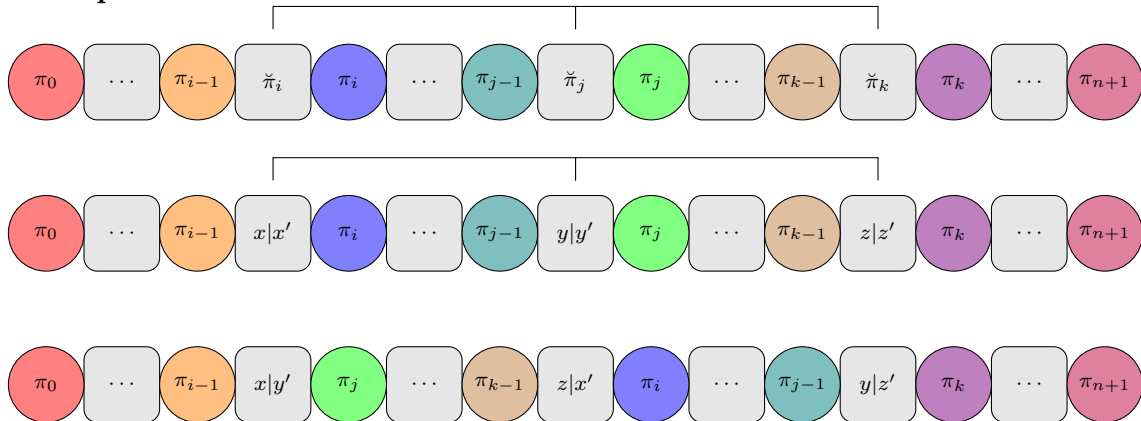 π₀ ⋯ πᵢ₋₁ π̆ᵢ πᵢ ⋯ πⱼ₋₁ π̆ⱼ πⱼ ⋯ πₖ₋₁ π̆ₖ πₖ ⋯ πₙ₊₁
π₀ ⋯ πᵢ₋₁ x|x′ πᵢ ⋯ πⱼ₋₁ y|y′ πⱼ ⋯ πₖ₋₁ z|z′ πₖ ⋯ πₙ₊₁
π₀ ⋯ πᵢ₋₁ x|y′ πⱼ ⋯ πₖ₋₁ z|x′ πᵢ ⋯ πⱼ₋₁ y|z′ πₖ ⋯ πₙ₊₁